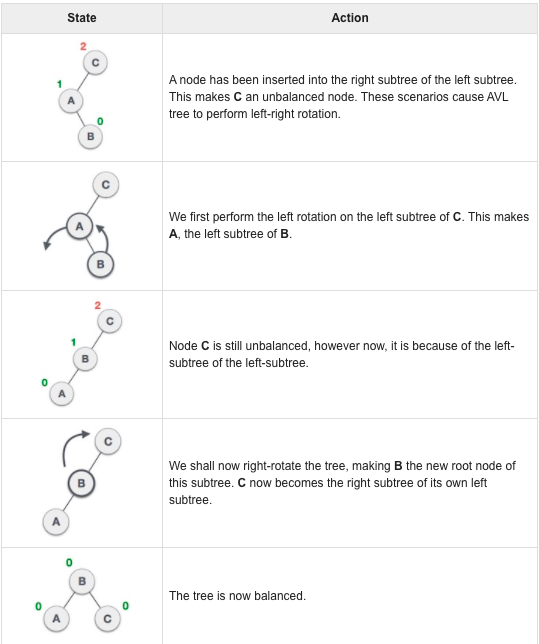 State Action
2
C
1
A
0
B
A node has been inserted into the right subtree of the left subtree.
This makes C an unbalanced node. These scenarios cause AVL
tree to perform left-right rotation.
C
A
B
We first perform the left rotation on the left subtree of C. This makes
A, the left subtree of B.
2
C
1
B
0
A
Node C is still unbalanced, however now, it is because of the left-
subtree of the left-subtree.
C
B
A
We shall now right-rotate the tree, making B the new root node of
this subtree. C now becomes the right subtree of its own left
subtree.
0
B
0 0
A C
The tree is now balanced.